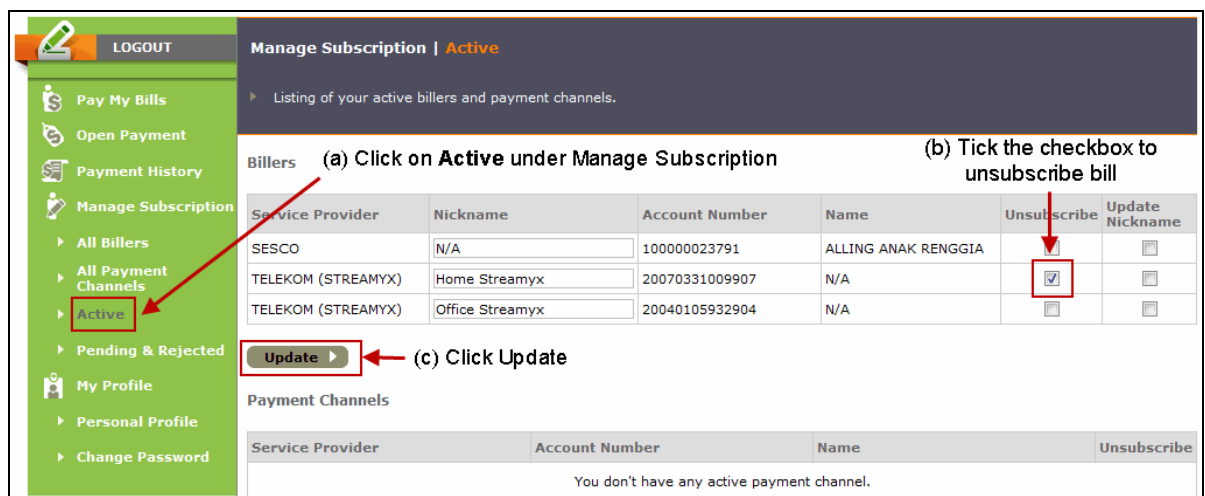 LOGOUT
Pay My Bills
Open Payment
Payment History
Manage Subscription
All Billers
All Payment
Channels
Active
Pending & Rejected
My Profile
Personal Profile
Change Password
Manage Subscription | Active
Listing of your active billers and payment channels.
Billers
(a) Click on Active under Manage Subscription
(b) Tick the checkbox to
unsubscribe bill
Service Provider Nickname Account Number Name Unsubscribe Update
Nickname
SESCO N/A 100000023791 ALLING ANAK RENGGIA
TELEKOM (STREAMYX) Home Streamyx 20070331009907 N/A
TELEKOM (STREAMYX) Office Streamyx 20040105932904 N/A
Update
(c) Click Update
Payment Channels
Service Provider Account Number Name Unsubscribe
You don't have any active payment channel.